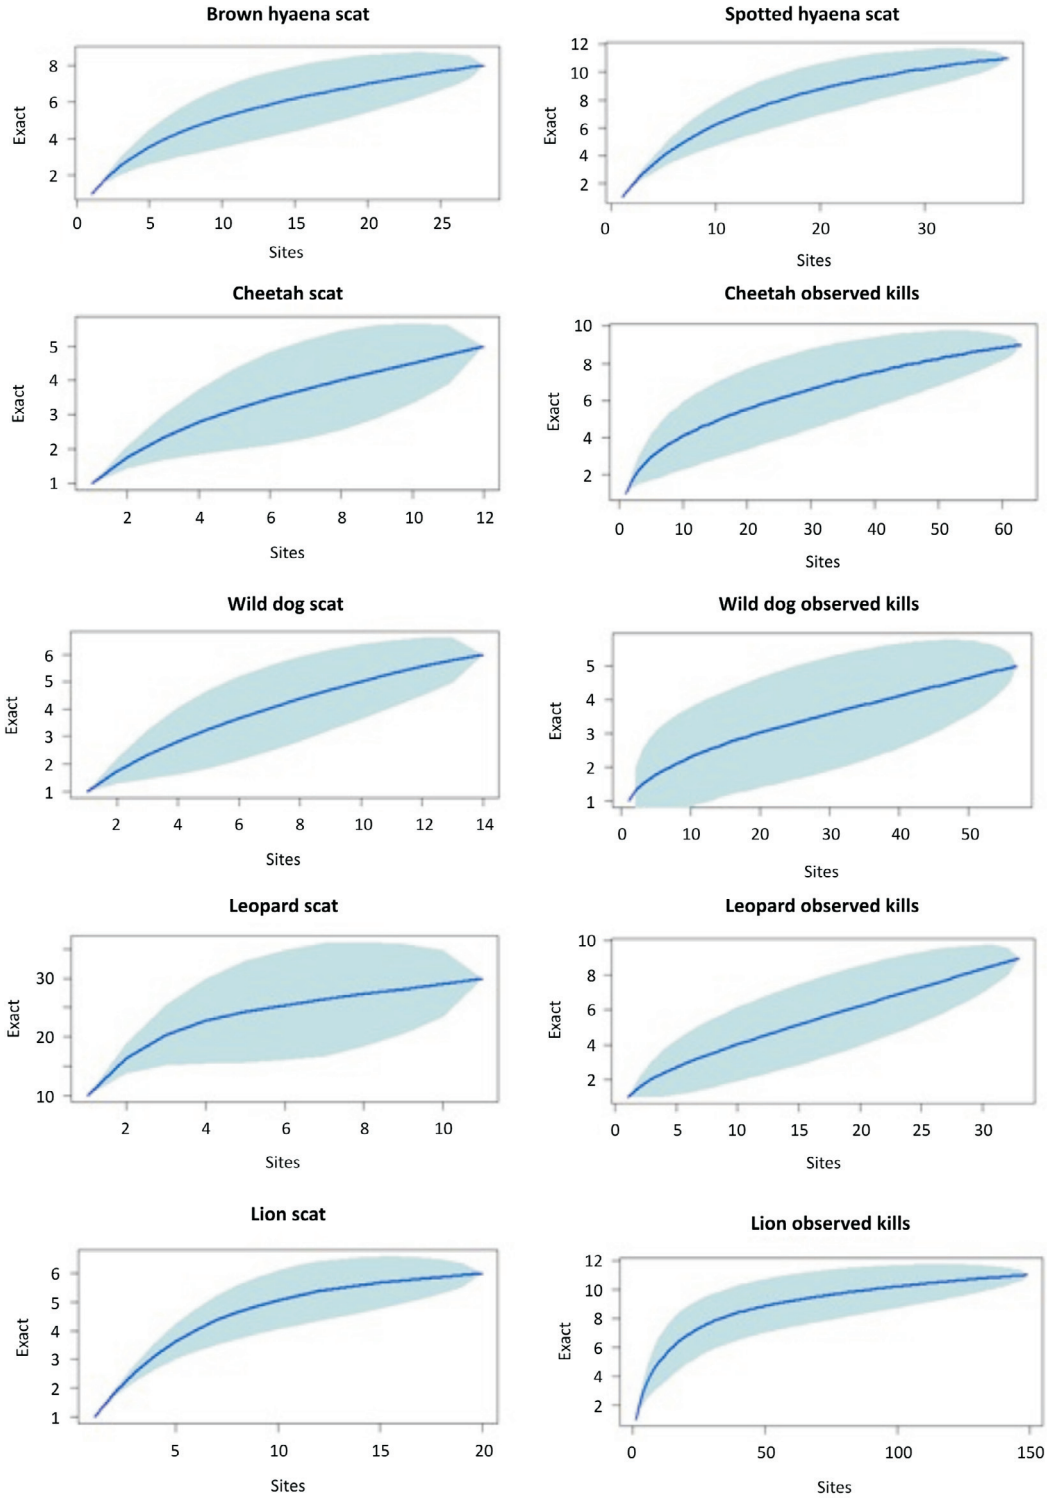 Brown hyaena scat
Exact
8
6
4
2
0 5 10 15 20 25
Sites
Spotted hyaena scat
Exact
12
10
8
6
4
2
0 10 20 30
Sites
Cheetah scat
Exact
5
4
3
2
1
2 4 6 8 10 12
Sites
Cheetah observed kills
Exact
10
8
6
4
2
0 10 20 30 40 50 60
Sites
Wild dog scat
Exact
6
5
4
3
2
1
2 4 6 8 10 12 14
Sites
Wild dog observed kills
Exact
5
4
3
2
1
0 10 20 30 40 50
Sites
Leopard scat
Exact
30
20
10
2 4 6 8 10
Sites
Leopard observed kills
Exact
10
8
6
4
2
0 5 10 15 20 25 30
Sites
Lion scat
Exact
6
5
4
3
2
1
5 10 15 20
Sites
Lion observed kills
Exact
12
10
8
6
4
2
0 50 100 150
Sites